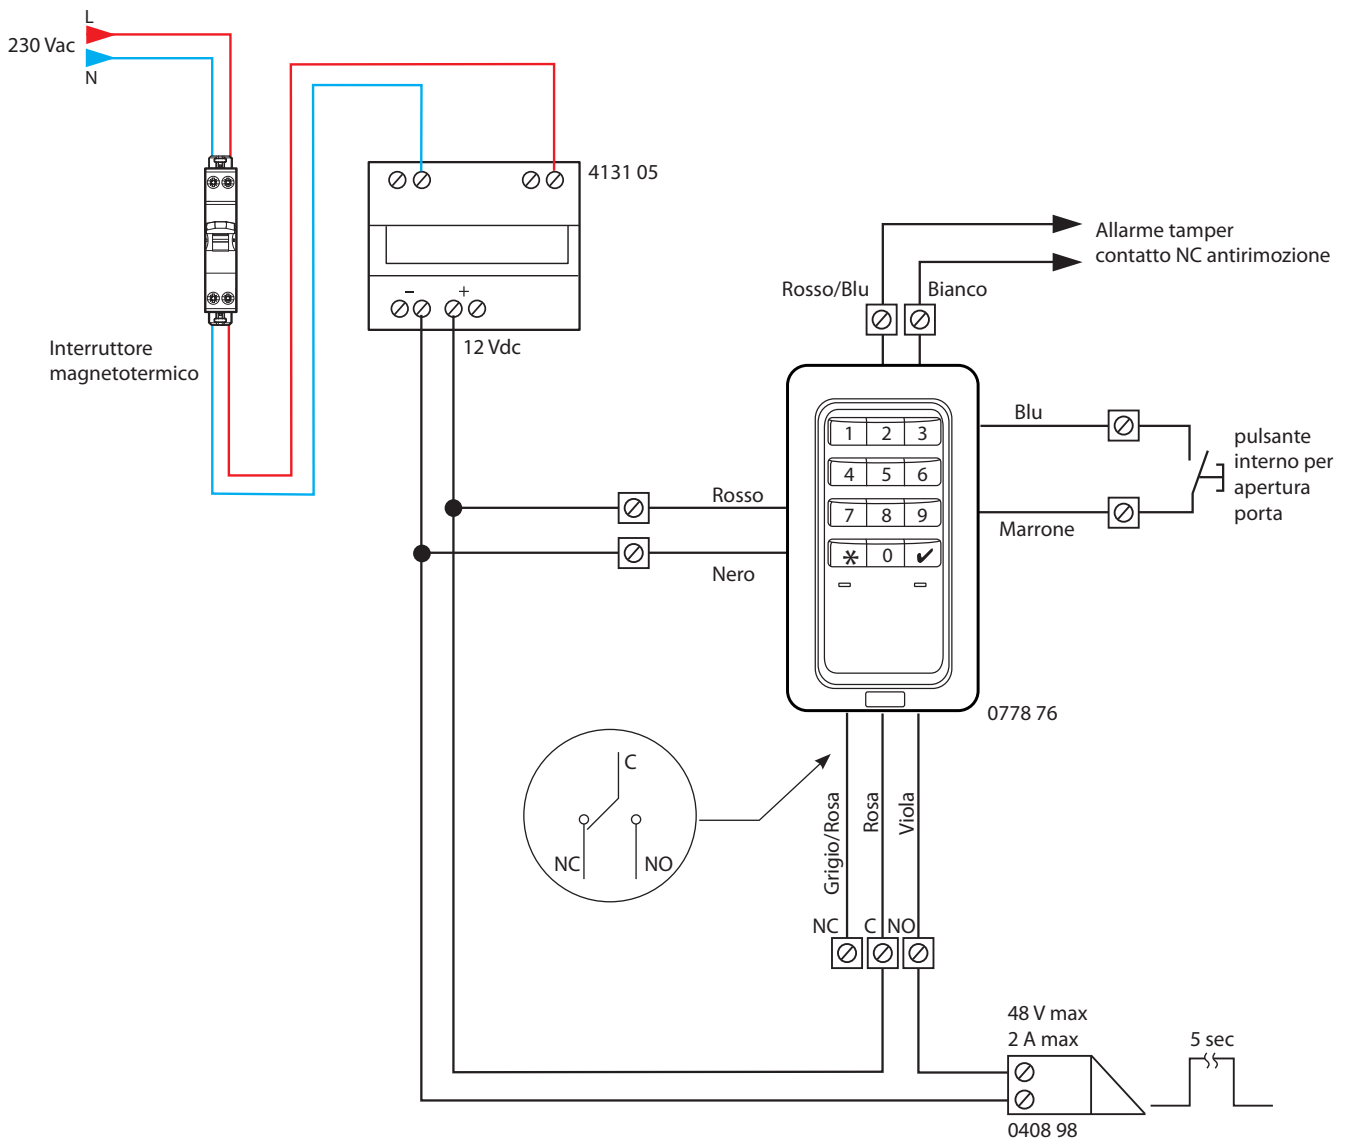 L
230 Vac
N
4131 05
Allarme tamper
contatto NC antirimozione
Rosso/Blu
Bianco
–
+
12 Vdc
Interruttore
magnetotermico
Blu
1 2 3
4 5 6
7 8 9
* 0 ✔
pulsante
interno per
apertura
porta
Rosso
Marrone
Nero
0778 76
C
NC
NO
Grigio/Rosa
Rosa
Viola
NC
C
NO
48 V max
2 A max
5 sec
0408 98